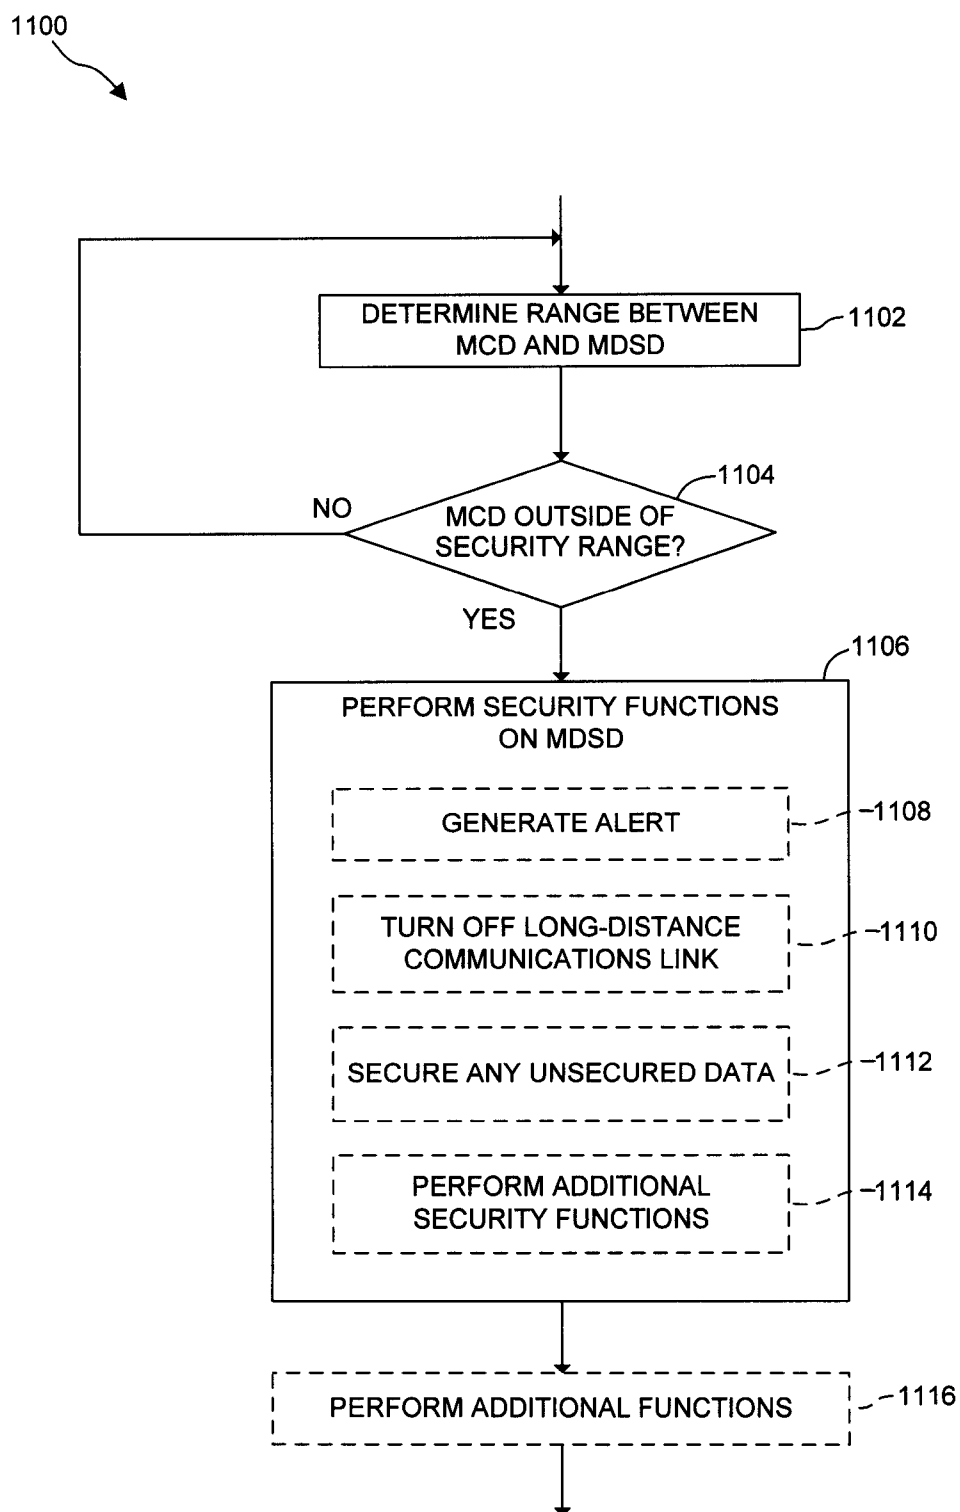 1100
DETERMINE RANGE BETWEEN
MCD AND MDSD
1102
1104
NO
MCD OUTSIDE OF
SECURITY RANGE?
YES
1106
PERFORM SECURITY FUNCTIONS
ON MDSD
GENERATE ALERT
1108
TURN OFF LONG-DISTANCE
COMMUNICATIONS LINK
1110
SECURE ANY UNSECURED DATA
1112
PERFORM ADDITIONAL
SECURITY FUNCTIONS
1114
PERFORM ADDITIONAL FUNCTIONS
1116